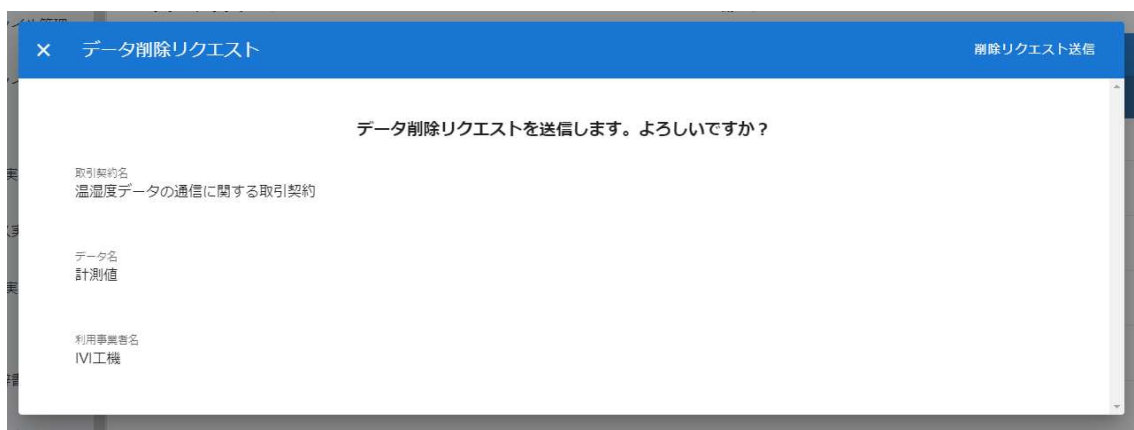 データ削除リクエスト
削除リクエスト送信
データ削除リクエストを送信します。よろしいですか？
取引契約名
温湿度データの通信に関する取引契約
データ名
計測値
利用事業者名
IVI工機